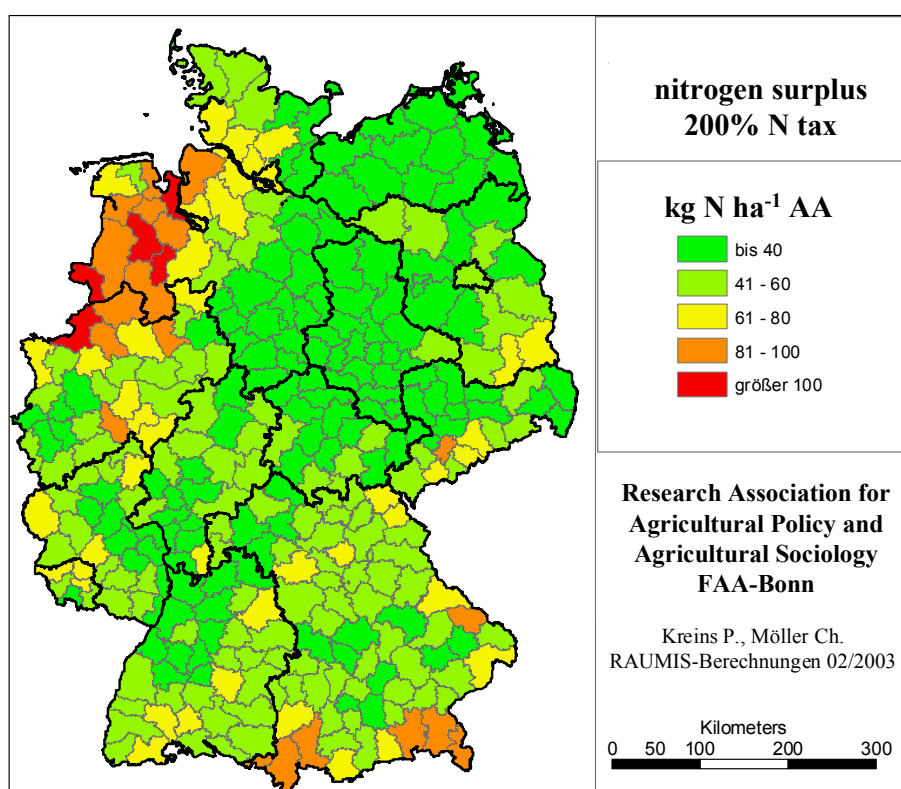 nitrogen surplus
200% N tax
kg N ha⁻¹ AA
bis 40
41 - 60
61 - 80
81 - 100
größer 100
Research Association for
Agricultural Policy and
Agricultural Sociology
FAA-Bonn
Kreins P., Möller Ch.
RAUMIS-Berechnungen 02/2003
Kilometers
0 50 100 200 300